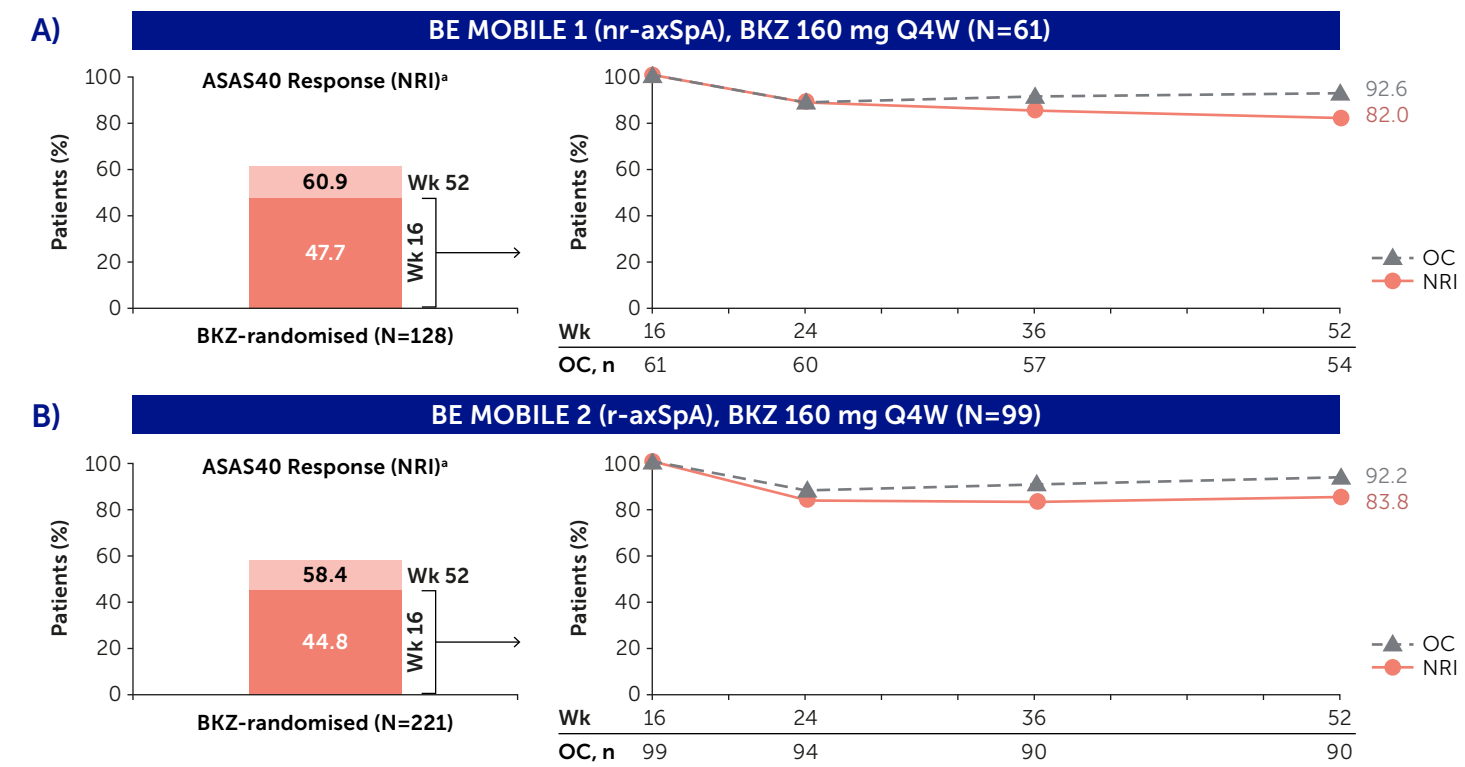 A)
BE MOBILE 1 (nr-axSpA), BKZ 160 mg Q4W (N=61)
ASAS40 Response (NRI)ᵃ
Patients (%)
100
80
60
40
20
0
60.9
Wk 52
47.7
Wk 16
BKZ-randomised (N=128)
Patients (%)
100
80
60
40
20
0
92.6
82.0
OC
NRI
Wk 16 24 36 52
OC, n 61 60 57 54
B)
BE MOBILE 2 (r-axSpA), BKZ 160 mg Q4W (N=99)
ASAS40 Response (NRI)ᵃ
Patients (%)
100
80
60
40
20
0
58.4
Wk 52
44.8
Wk 16
BKZ-randomised (N=221)
Patients (%)
100
80
60
40
20
0
92.2
83.8
OC
NRI
Wk 16 24 36 52
OC, n 99 94 90 90